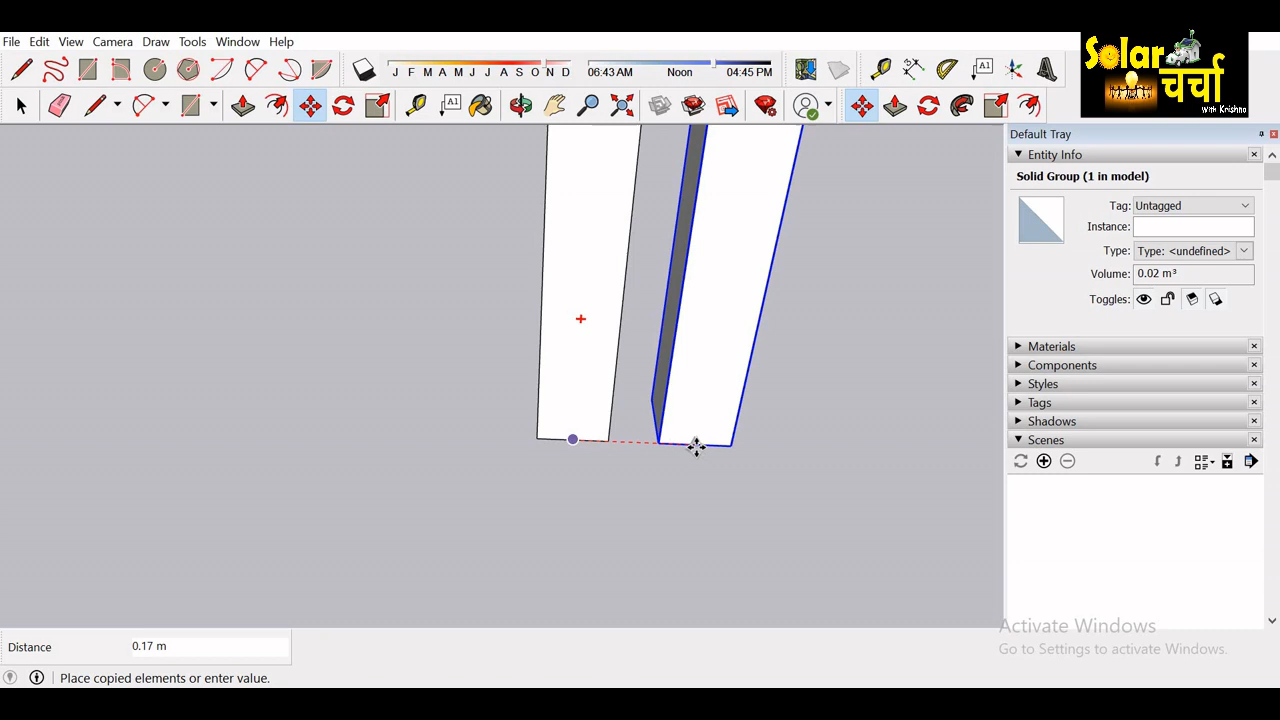 File Edit View Camera Draw Tools Window Help
Solar
चर्चा
With Krishna
J F M A M J J A S O N D
06:43 AM Noon 04:45 PM
A1
A1
Default Tray
Entity Info
Solid Group (1 in model)
Tag: Untagged
Instance:
Type: Type: <undefined>
Volume: 0.02 m³
Toggles:
Materials
Components
Styles
Tags
Shadows
Scenes
Activate Windows
Go to Settings to activate Windows.
Distance 0.17 m
Place copied elements or enter value.